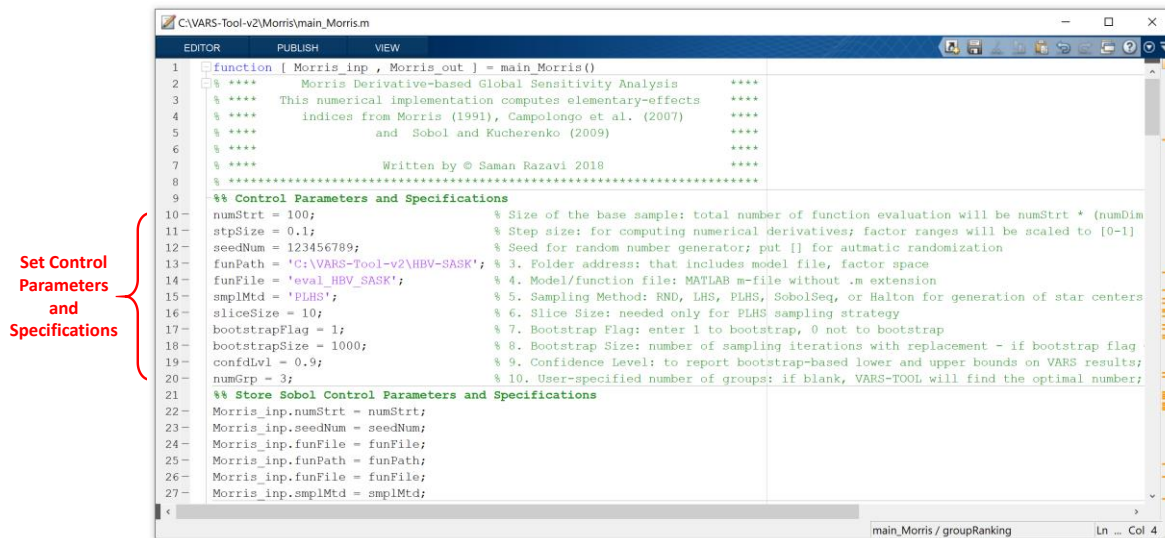 C:\VARS-Tool-v2\Morris\main_Morris.m
EDITOR PUBLISH VIEW
1 function [ Morris_inp , Morris_out ] = main_Morris()
2 % **** Morris Derivative-based Global Sensitivity Analysis ****
3 % **** This numerical implementation computes elementary-effects ****
4 % **** indices from Morris (1991), Campolongo et al. (2007) ****
5 % **** and Sobol and Kucherenko (2009) ****
6 % **** ****
7 % **** Written by © Saman Razavi 2018 ****
8 % ************************************************************************
9 %% Control Parameters and Specifications
10 - numStrt = 100; % Size of the base sample: total number of function evaluation will be numStrt * (numDim
11 - stpSize = 0.1; % Step size: for computing numerical derivatives; factor ranges will be scaled to [0-1]
12 - seedNum = 123456789; % Seed for random number generator; put [] for autmatic randomization
13 - funPath = 'C:\VARS-Tool-v2\HBV-SASK'; % 3. Folder address: that includes model file, factor space
14 - funFile = 'eval_HBV_SASK'; % 4. Model/function file: MATLAB m-file without .m extension
15 - smplMtd = 'PLHS'; % 5. Sampling Method: RND, LHS, PLHS, SobolSeq, or Halton for generation of star centers
16 - sliceSize = 10; % 6. Slice Size: needed only for PLHS sampling strategy
17 - bootstrapFlag = 1; % 7. Bootstrap Flag: enter 1 to bootstrap, 0 not to bootstrap
18 - bootstrapSize = 1000; % 8. Bootstrap Size: number of sampling iterations with replacement - if bootstrap flag
19 - confdLvl = 0.9; % 9. Confidence Level: to report bootstrap-based lower and upper bounds on VARS results;
20 - numGrp = 3; % 10. User-specified number of groups: if blank, VARS-TOOL will find the optimal number;
21 %% Store Sobol Control Parameters and Specifications
22 - Morris_inp.numStrt = numStrt;
23 - Morris_inp.seedNum = seedNum;
24 - Morris_inp.funFile = funFile;
25 - Morris_inp.funPath = funPath;
26 - Morris_inp.funFile = funFile;
27 - Morris_inp.smplMtd = smplMtd;
Set Control
Parameters
and
Specifications
main_Morris / groupRanking Ln ... Col 4